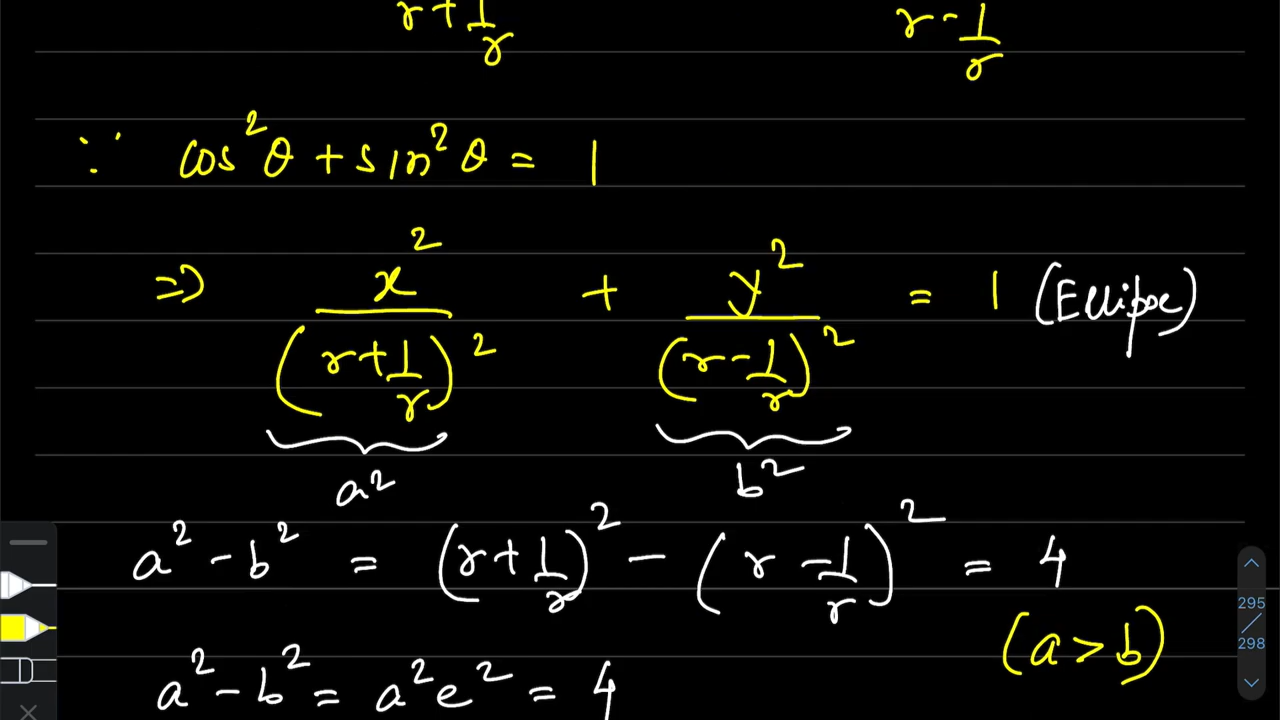 r + 1/r r - 1/r
∵ cos²θ + sin²θ = 1
=> x²/(r + 1/r)² + y²/(r - 1/r)² = 1 (Ellipse)
a² b²
a² - b² = (r + 1/r)² - (r - 1/r)² = 4
295
/
298
(a > b)
a² - b² = a²e² = 4